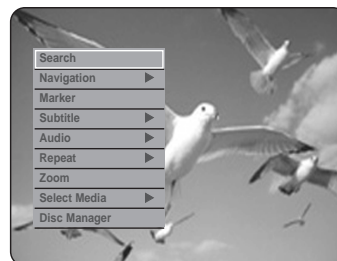 Search
Navigation
Marker
Subtitle
Audio
Repeat
Zoom
Select Media
Disc Manager